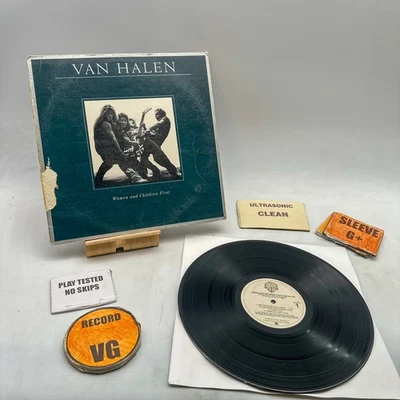 VAN HALEN
Women and Children First
ULTRASONIC
CLEAN
SLEEVE
G+
PLAY TESTED
NO SKIPS
RECORD
VG